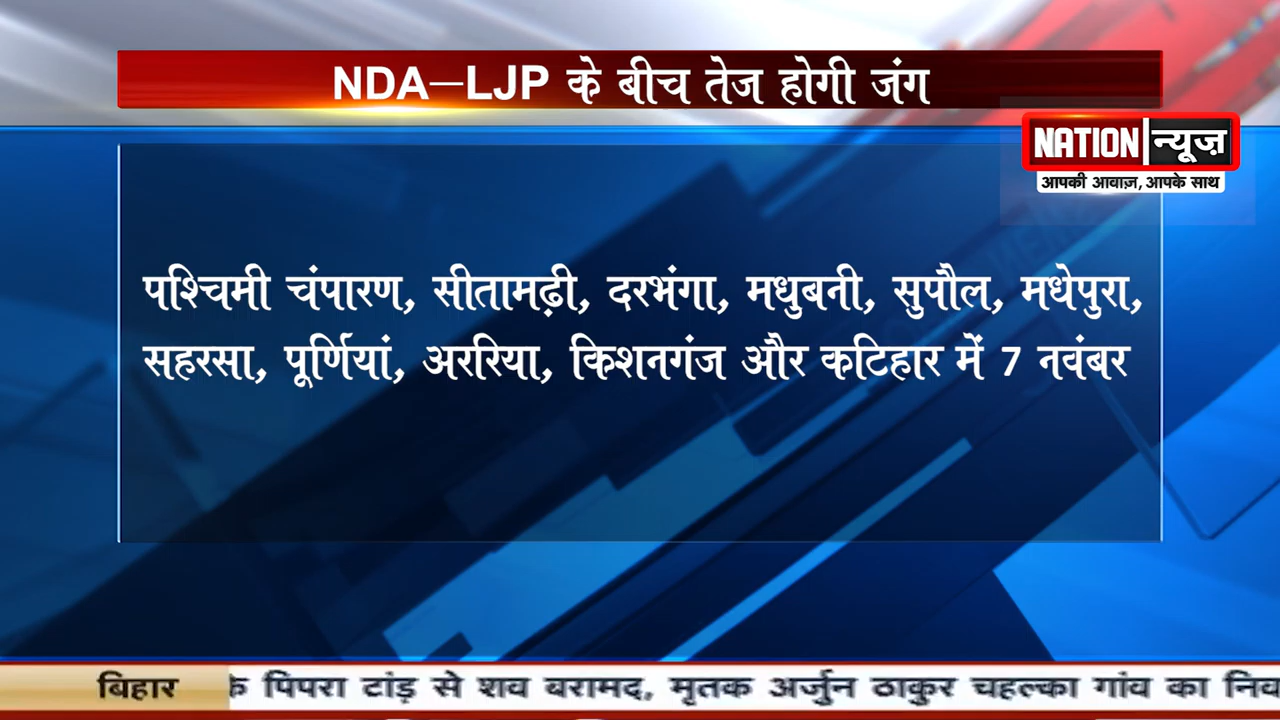 NDA–LJP के बीच तेज होगी जंग
NATION न्यूज़
आपकी आवाज़, आपके साथ
पश्चिमी चंपारण, सीतामढ़ी, दरभंगा, मधुबनी, सुपौल, मधेपुरा,
सहरसा, पूर्णियां, अररिया, किशनगंज और कटिहार में 7 नवंबर
बिहार के पिपरा टांड़ से शव बरामद, मृतक अर्जुन ठाकुर चहल्का गांव का